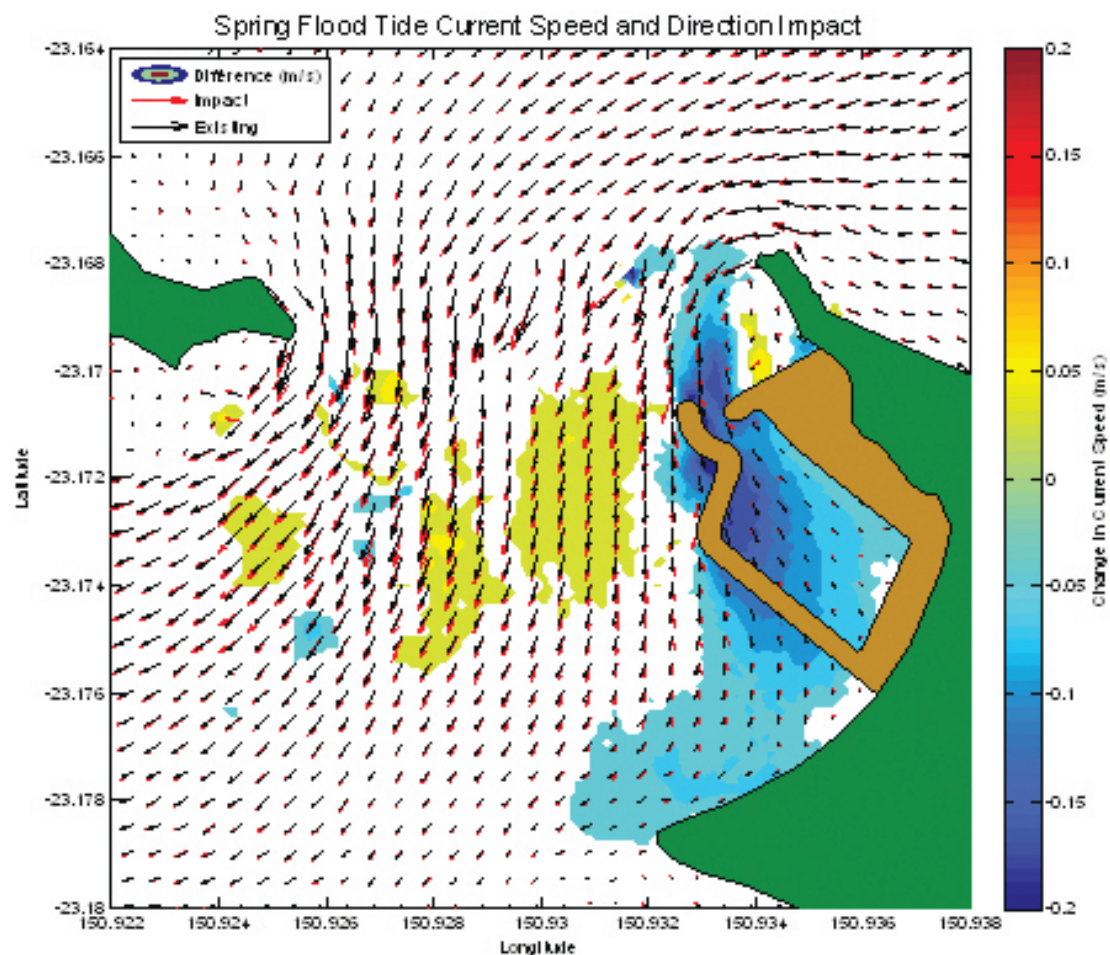 Spring Flood Tide Current Speed and Direction Impact
Difference (m/s)
Impact
Existing
-23.164
-23.166
-23.168
-23.17
-23.172
-23.174
-23.176
-23.178
-23.18
Latitude
150.922 150.924 150.926 150.928 150.93 150.932 150.934 150.936 150.938
Longitude
0.2
0.15
0.1
0.05
0
-0.05
-0.1
-0.15
-0.2
Change in Current Speed (m/s)